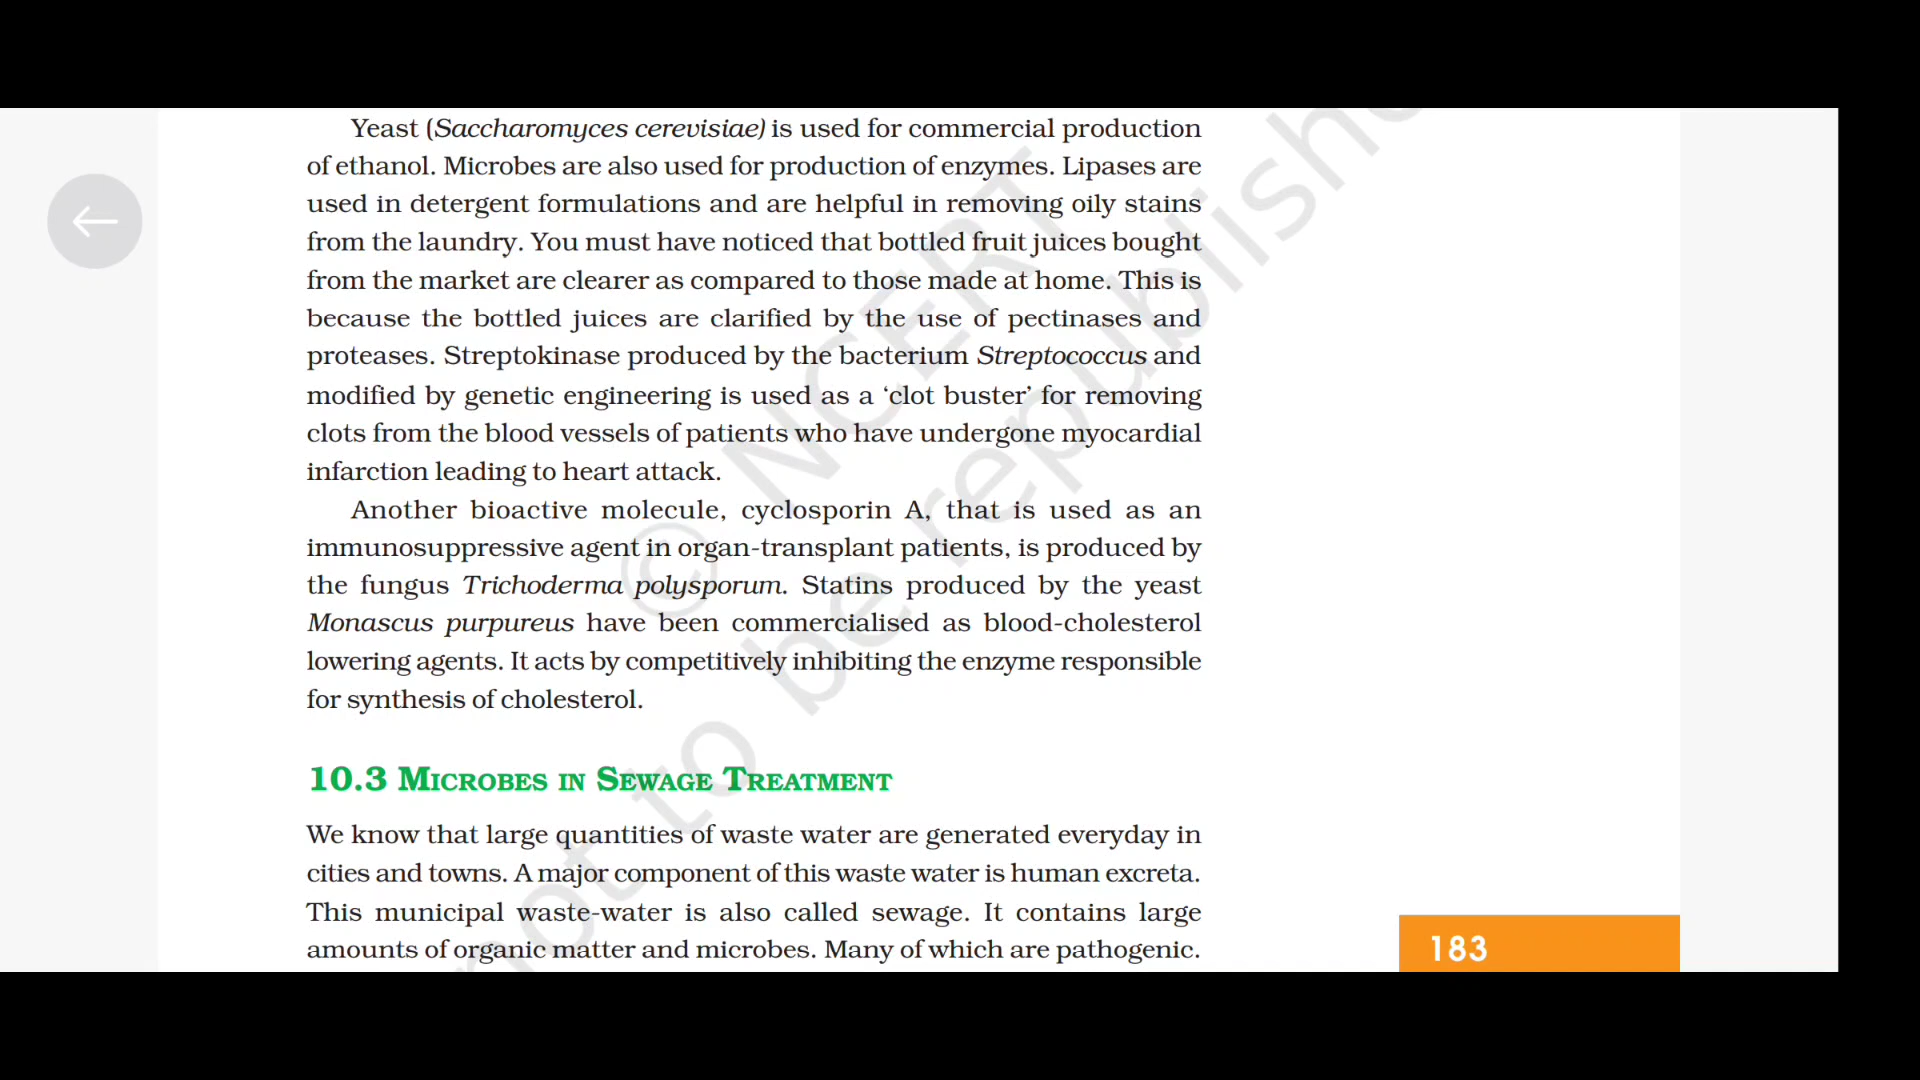 Yeast (Saccharomyces cerevisiae) is used for commercial production
of ethanol. Microbes are also used for production of enzymes. Lipases are
used in detergent formulations and are helpful in removing oily stains
from the laundry. You must have noticed that bottled fruit juices bought
from the market are clearer as compared to those made at home. This is
because the bottled juices are clarified by the use of pectinases and
proteases. Streptokinase produced by the bacterium Streptococcus and
modified by genetic engineering is used as a ‘clot buster’ for removing
clots from the blood vessels of patients who have undergone myocardial
infarction leading to heart attack.
Another bioactive molecule, cyclosporin A, that is used as an
immunosuppressive agent in organ-transplant patients, is produced by
the fungus Trichoderma polysporum. Statins produced by the yeast
Monascus purpureus have been commercialised as blood-cholesterol
lowering agents. It acts by competitively inhibiting the enzyme responsible
for synthesis of cholesterol.
10.3 MICROBES IN SEWAGE TREATMENT
We know that large quantities of waste water are generated everyday in
cities and towns. A major component of this waste water is human excreta.
This municipal waste-water is also called sewage. It contains large
amounts of organic matter and microbes. Many of which are pathogenic.
183
© NCERT
not to be republishe